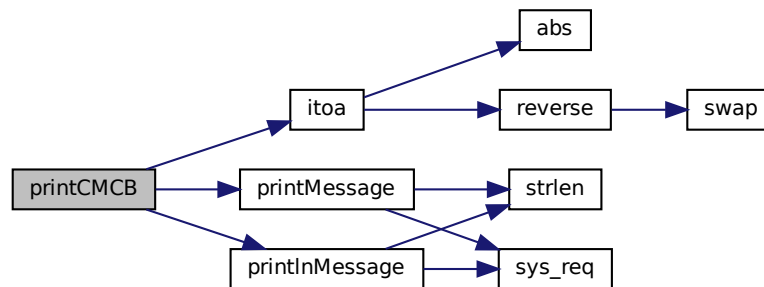 abs
itoa
reverse
swap
printCMCB
printMessage
strlen
printlnMessage
sys_req